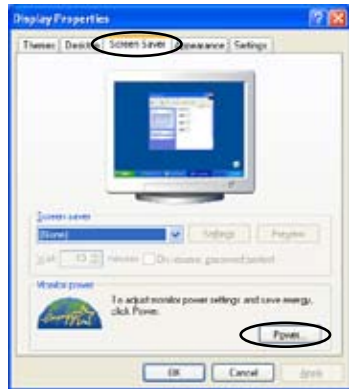 Display Properties
Themes Desktop Screen Saver Appearance Settings
Screen saver
(None) Settings Preview
Wait: minutes On resume, password protect
Monitor power
To adjust monitor power settings and save energy,
click Power.
Power...
OK Cancel Apply